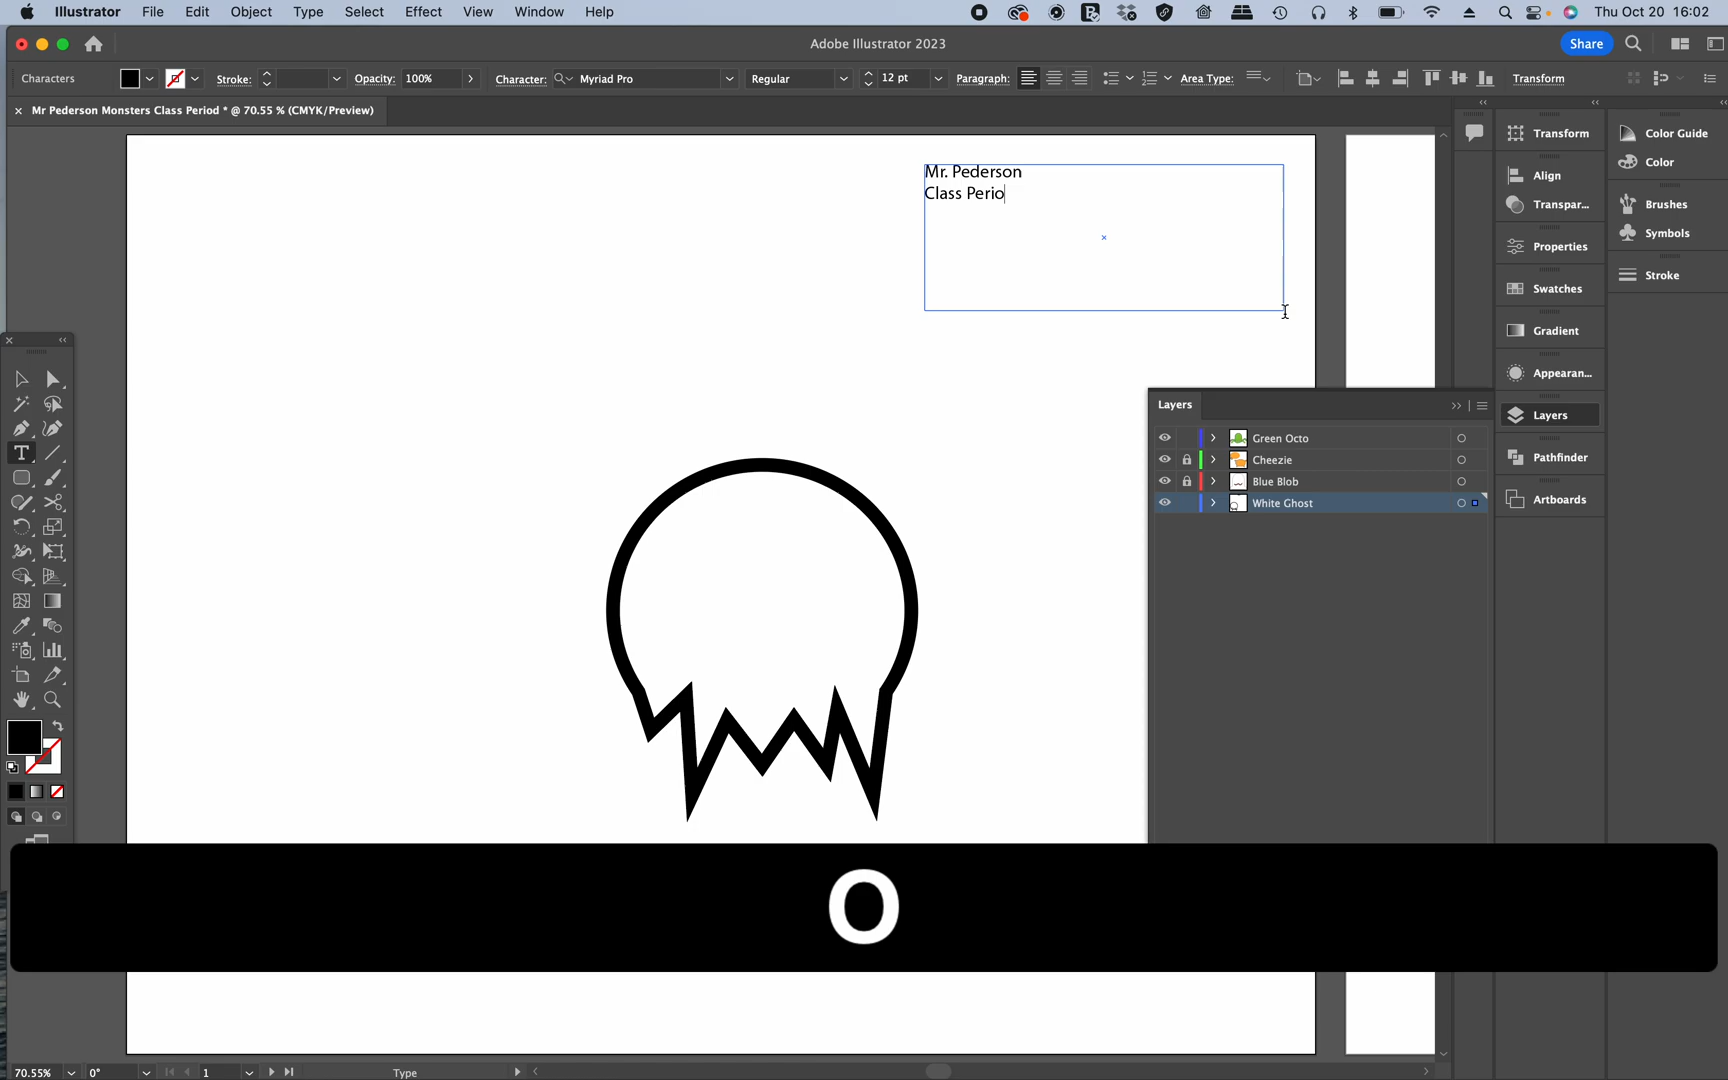 Illustrator File Edit Object Type Select Effect View Window Help Thu Oct 20 16:02
Adobe Illustrator 2023 Share
Characters Stroke: Opacity: 100% Character: Myriad Pro Regular 12 pt Paragraph: Area Type: Transform
Mr Pederson Monsters Class Period * @ 70.55 % (CMYK/Preview)
Mr. Pederson
Class Perio
Transform
Align
Transpar...
Properties
Swatches
Gradient
Appearan...
Layers
Pathfinder
Artboards
Color Guide
Color
Brushes
Symbols
Stroke
Layers
Green Octo
Cheezie
Blue Blob
White Ghost
O
70.55% 0° 1 Type